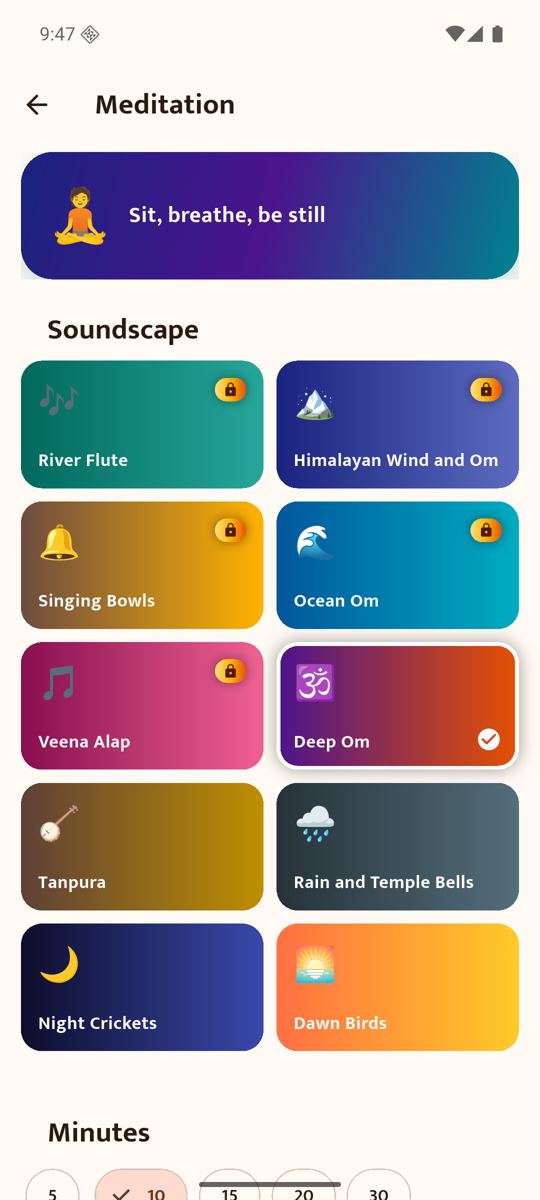 9:47
Meditation
Sit, breathe, be still
Soundscape
River Flute
Himalayan Wind and Om
Singing Bowls
Ocean Om
Veena Alap
ॐ
Deep Om
Tanpura
Rain and Temple Bells
Night Crickets
Dawn Birds
Minutes
5 10 15 20 30